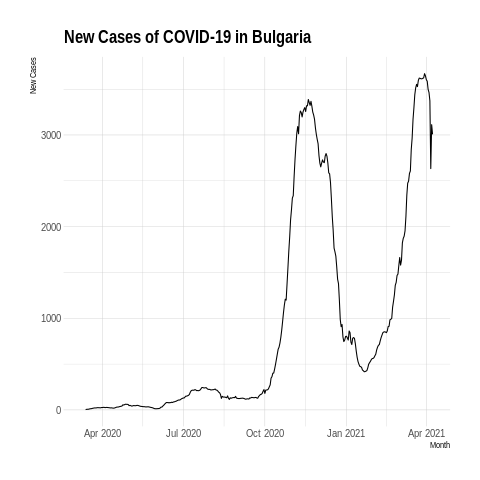 New Cases of COVID-19 in Bulgaria
New Cases
3000
2000
1000
0
Apr 2020
Jul 2020
Oct 2020
Jan 2021
Apr 2021
Month